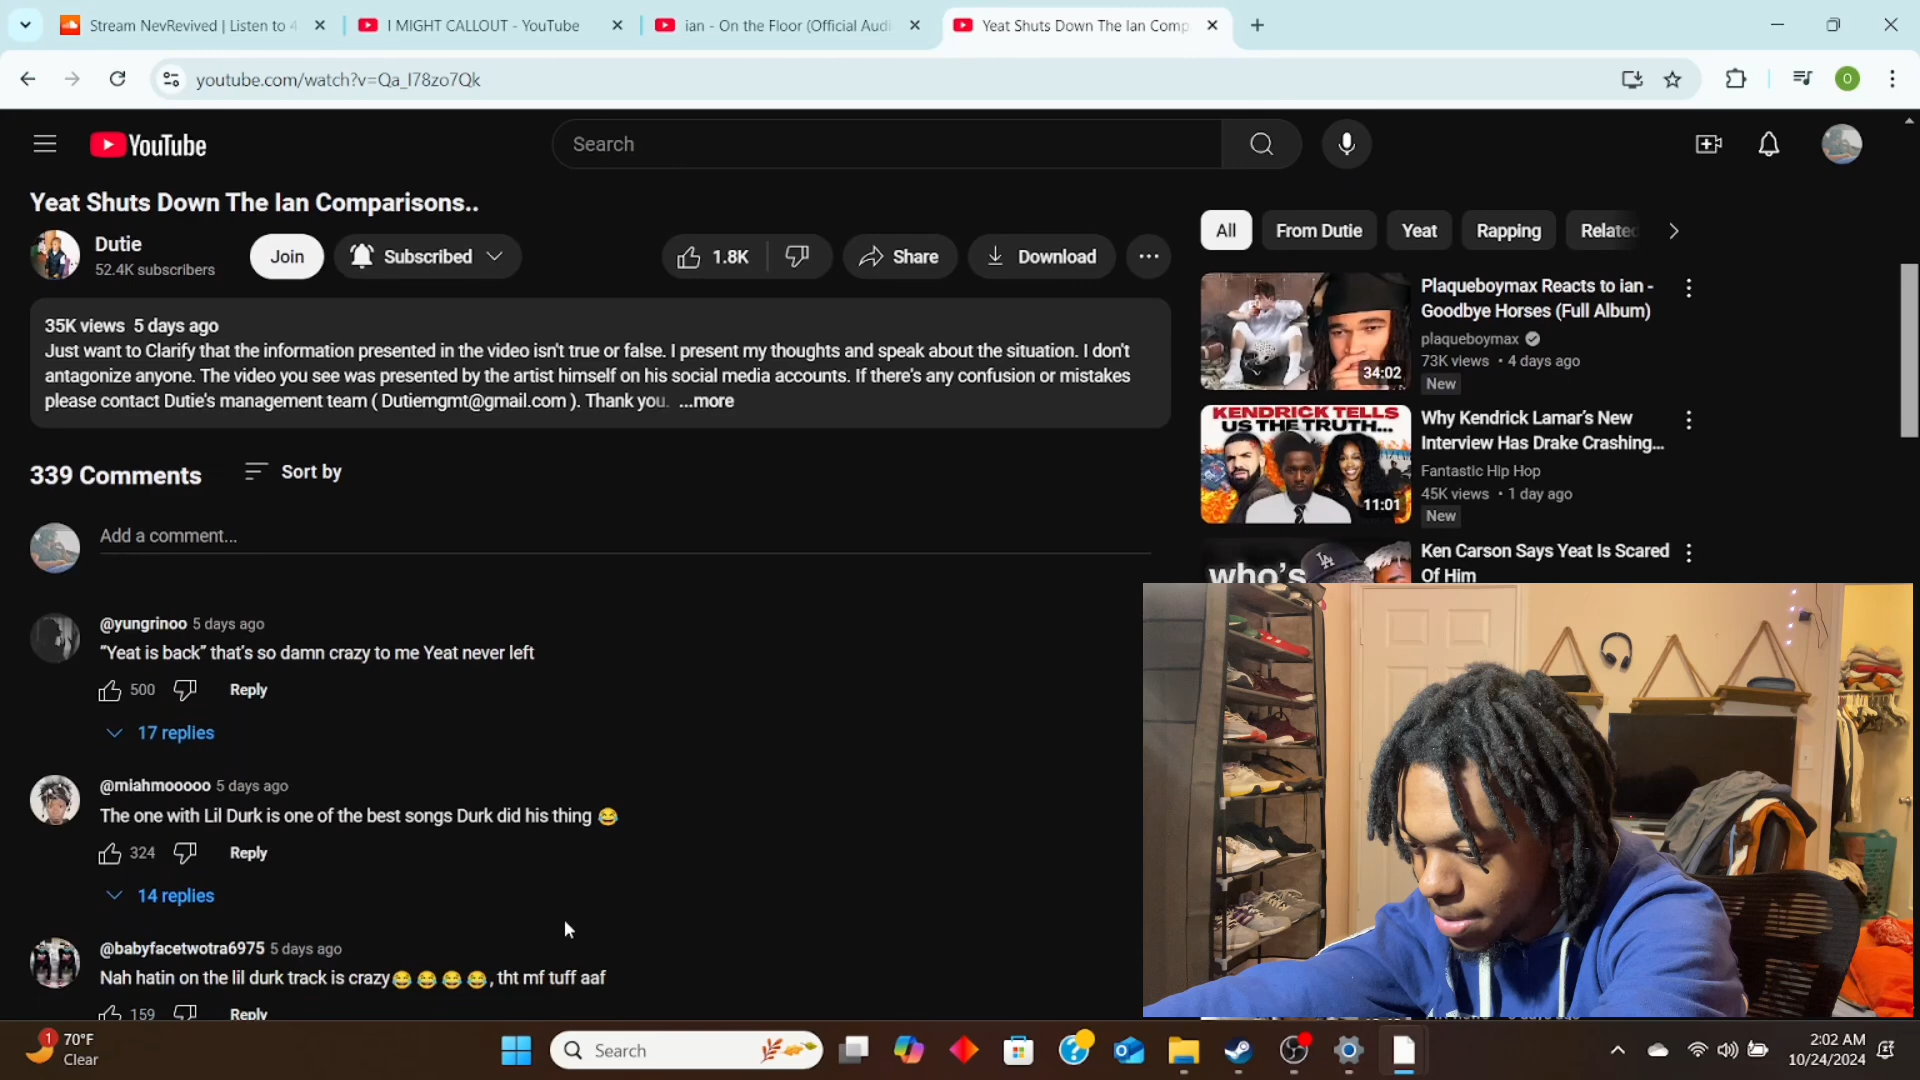 Stream NevRevived | Listen to 4
I MIGHT CALLOUT - YouTube
ian - On the Floor (Official Audi
Yeat Shuts Down The Ian Comp
youtube.com/watch?v=Qa_l78zo7Qk
O
YouTube
Search
Yeat Shuts Down The Ian Comparisons..
Dutie
52.4K subscribers
Join
Subscribed
1.8K
Share
Download
35K views 5 days ago
Just want to Clarify that the information presented in the video isn't true or false. I present my thoughts and speak about the situation. I don't
antagonize anyone. The video you see was presented by the artist himself on his social media accounts. If there's any confusion or mistakes
please contact Dutie's management team ( Dutiemgmt@gmail.com ). Thank you. ...more
339 Comments
Sort by
Add a comment...
@yungrinoo 5 days ago
“Yeat is back” that’s so damn crazy to me Yeat never left
500
Reply
17 replies
@miahmooooo 5 days ago
The one with Lil Durk is one of the best songs Durk did his thing 😂
324
Reply
14 replies
@babyfacetwotra6975 5 days ago
Nah hatin on the lil durk track is crazy😂😂😂😂, tht mf tuff aaf
159
Reply
All
From Dutie
Yeat
Rapping
Related
34:02
Plaqueboymax Reacts to ian -
Goodbye Horses (Full Album)
plaqueboymax
73K views • 4 days ago
New
KENDRICK TELLS
US THE TRUTH...
11:01
Why Kendrick Lamar’s New
Interview Has Drake Crashing...
Fantastic Hip Hop
45K views • 1 day ago
New
who's
LA
Ken Carson Says Yeat Is Scared
Of Him
1
70°F
Clear
Search
2:02 AM
10/24/2024